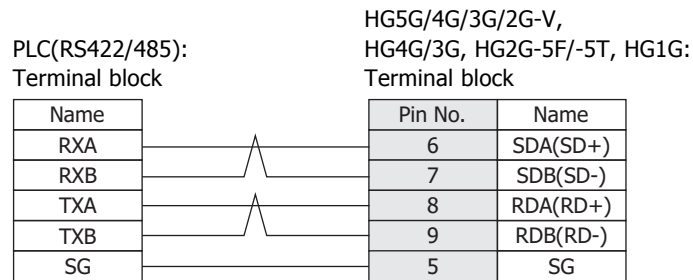 HG5G/4G/3G/2G-V,
PLC(RS422/485): HG4G/3G, HG2G-5F/-5T, HG1G:
Terminal block Terminal block
Name Pin No. Name
RXA 6 SDA(SD+)
RXB 7 SDB(SD-)
TXA 8 RDA(RD+)
TXB 9 RDB(RD-)
SG 5 SG